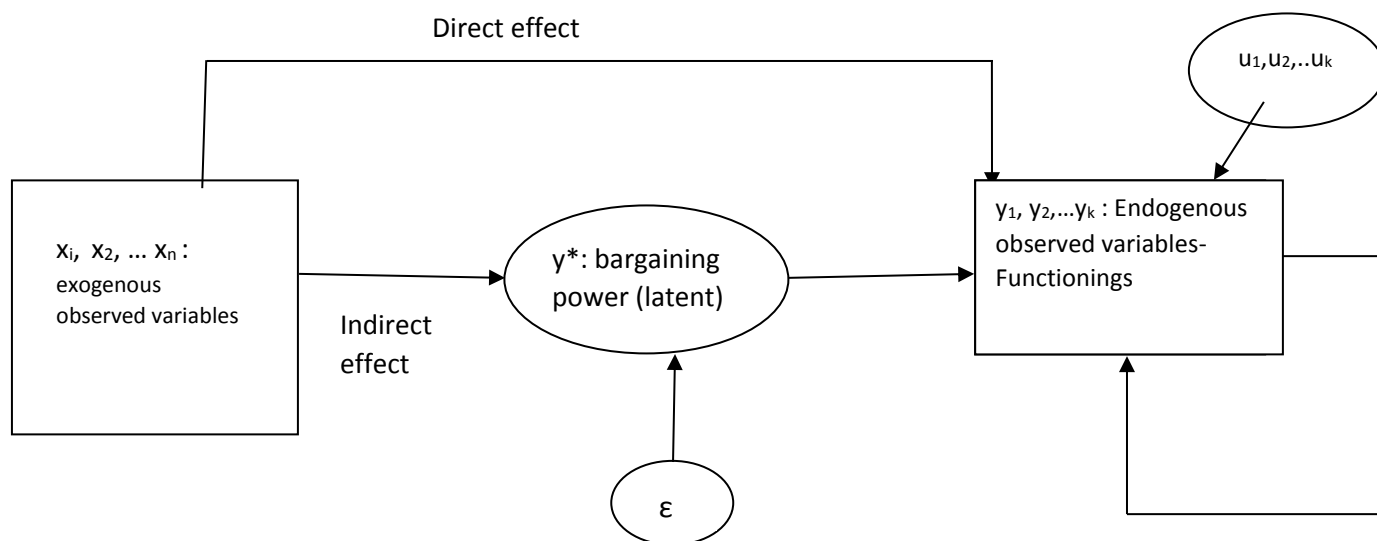 Direct effect
u₁,u₂,..uₖ
xᵢ, x₂, ... xₙ :
exogenous
observed variables
Indirect
effect
y*: bargaining
power (latent)
y₁, y₂,...yₖ : Endogenous
observed variables-
Functionings
ε